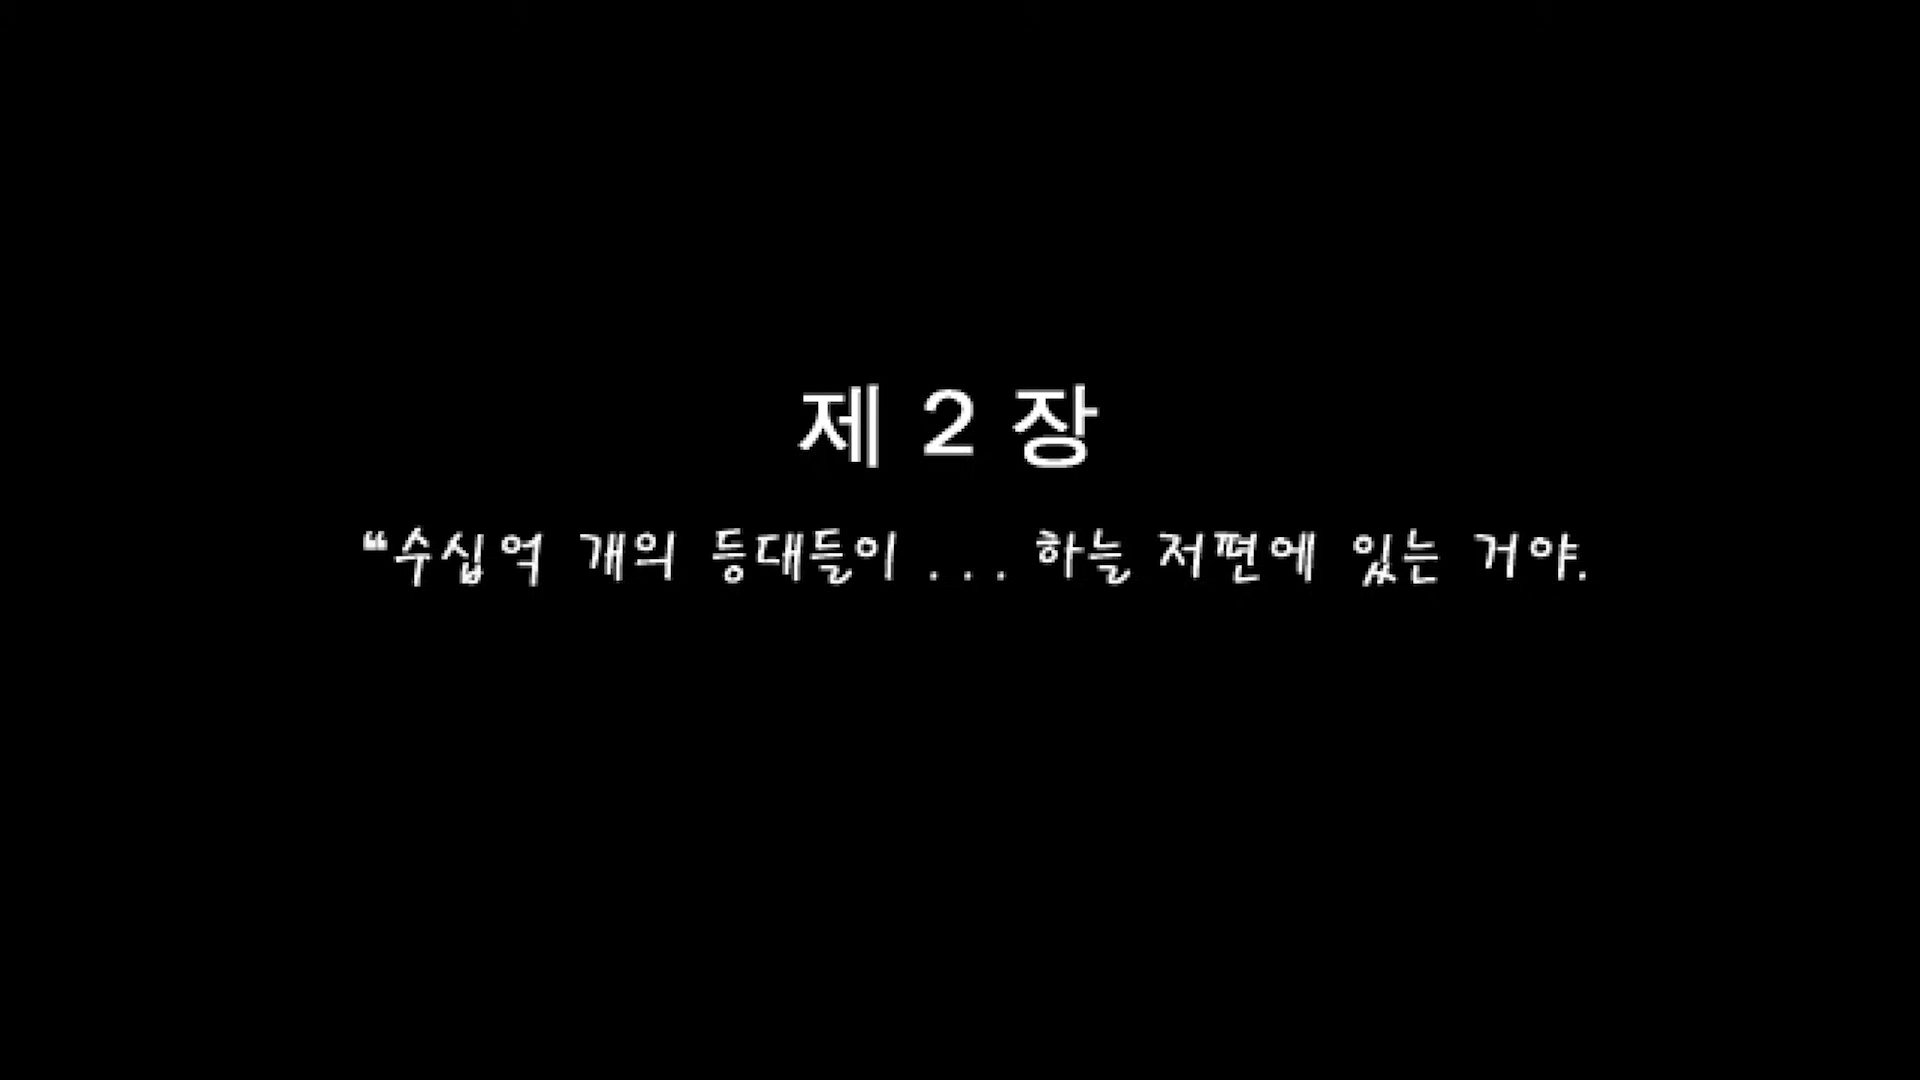 제 2 장
“수십억 개의 등대들이 . . . 하늘 저편에 있는 거야.